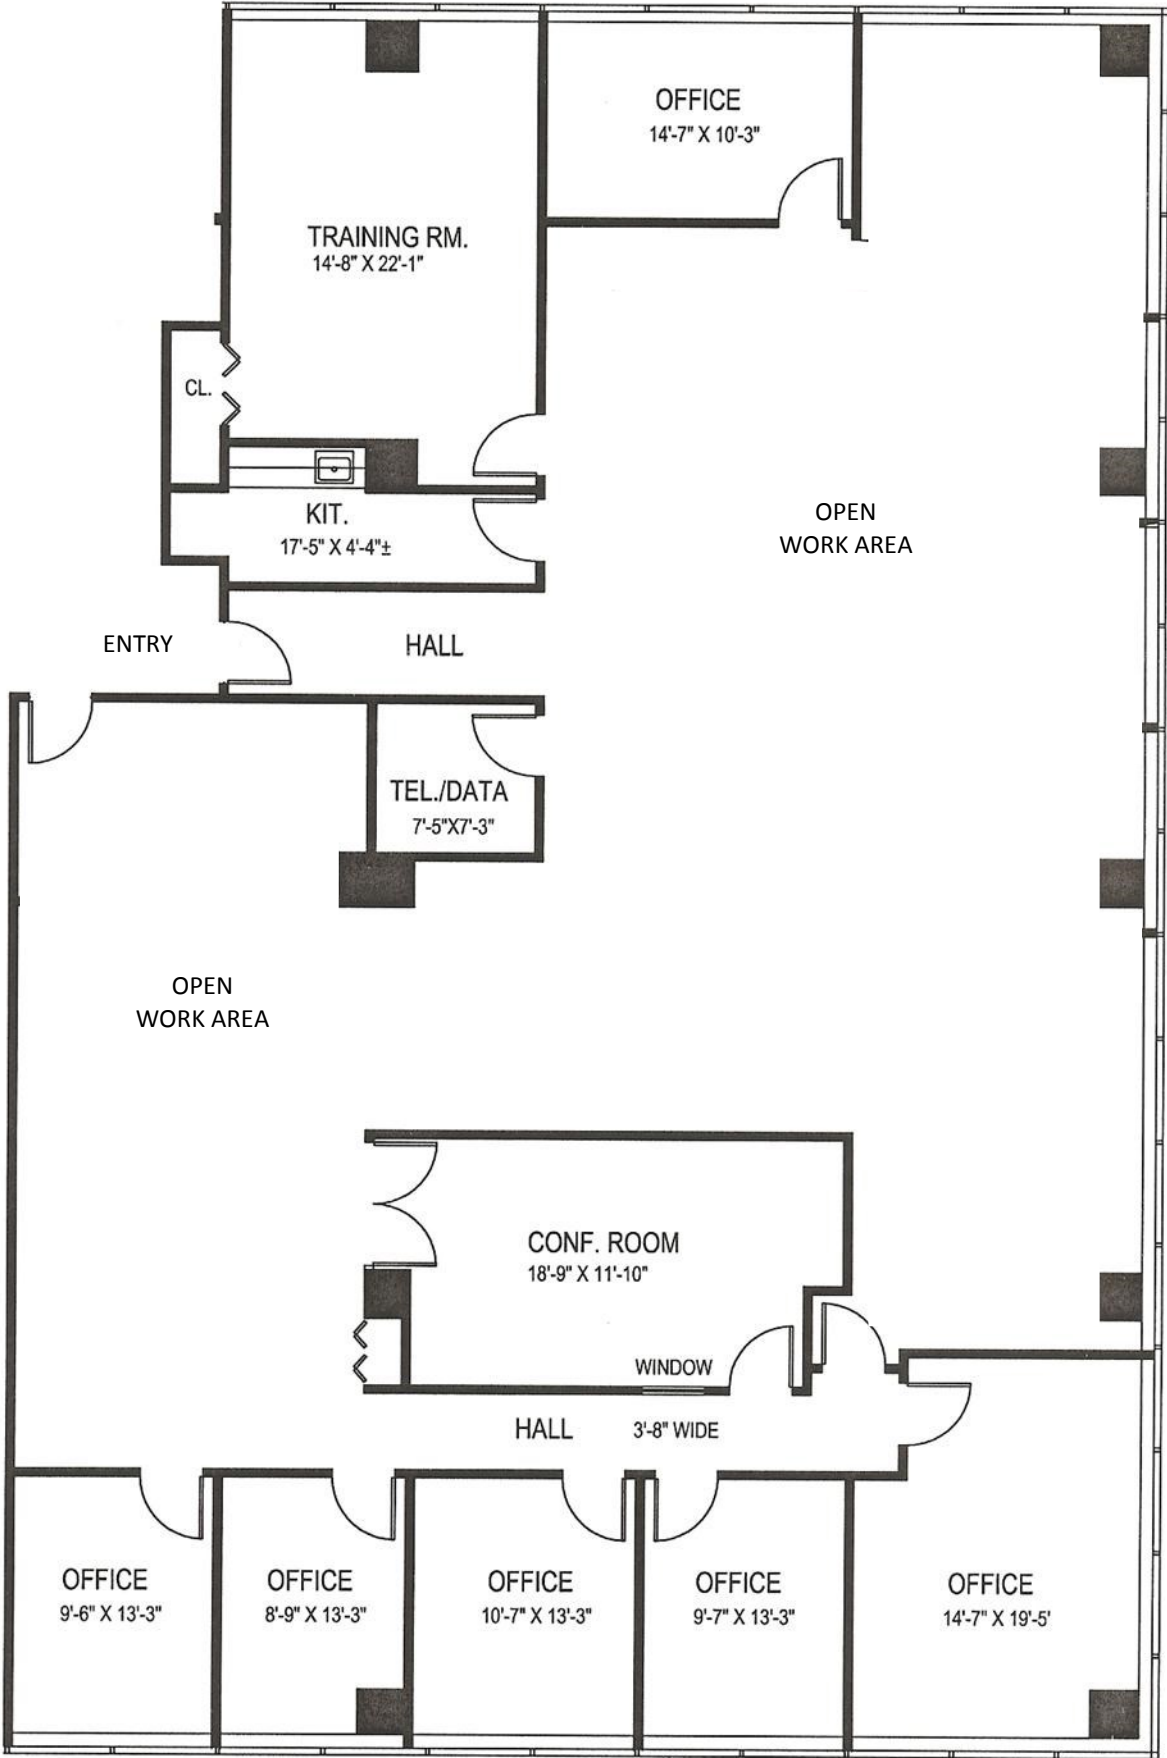 OFFICE
14'-7" X 10'-3"
TRAINING RM.
14'-8" X 22'-1"
CL.
KIT.
17'-5" X 4'-4"±
OPEN
WORK AREA
ENTRY
HALL
TEL./DATA
7'-5"X7'-3"
OPEN
WORK AREA
CONF. ROOM
18'-9" X 11'-10"
WINDOW
HALL
3'-8" WIDE
OFFICE
9'-6" X 13'-3"
OFFICE
8'-9" X 13'-3"
OFFICE
10'-7" X 13'-3"
OFFICE
9'-7" X 13'-3"
OFFICE
14'-7" X 19'-5'